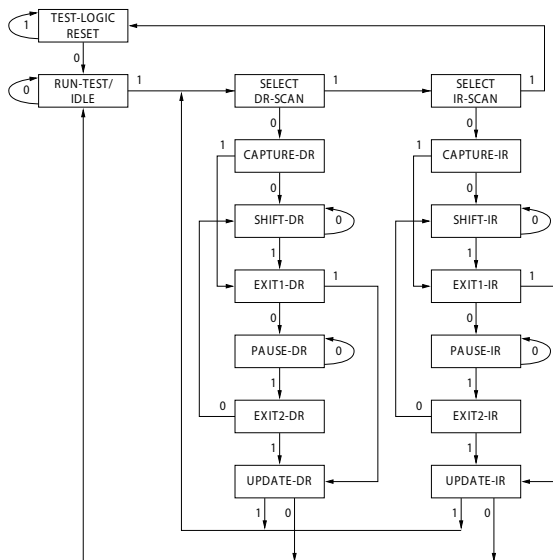 TEST-LOGIC
RESET
1
0
RUN-TEST/
IDLE
0
1
SELECT
DR-SCAN
1
SELECT
IR-SCAN
1
0
0
1
CAPTURE-DR
1
CAPTURE-IR
0
0
SHIFT-DR
0
SHIFT-IR
0
1
1
EXIT1-DR
1
EXIT1-IR
1
0
0
PAUSE-DR
0
PAUSE-IR
0
1
1
0
EXIT2-DR
0
EXIT2-IR
1
1
UPDATE-DR
UPDATE-IR
1
0
1
0